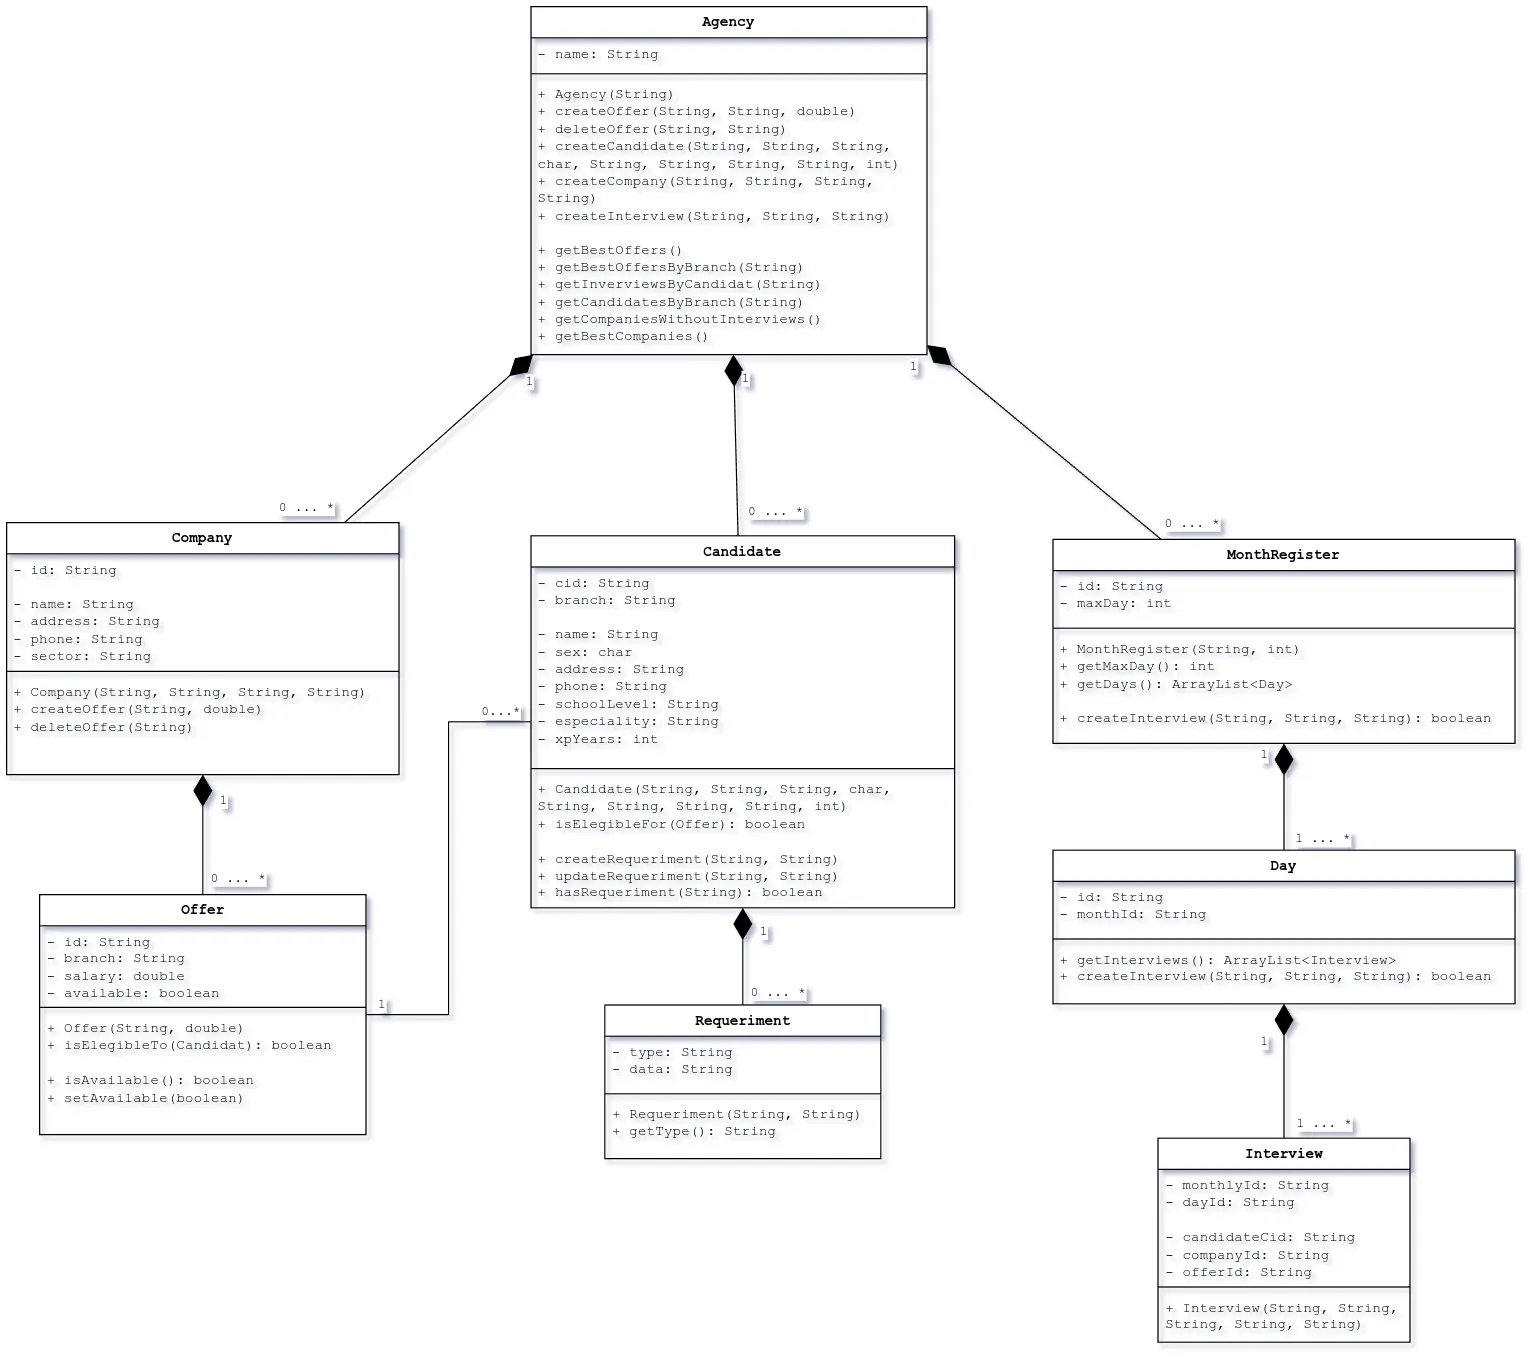 Agency
- name: String
+ Agency(String)
+ createOffer(String, String, double)
+ deleteOffer(String, String)
+ createCandidate(String, String, String,
char, String, String, String, String, int)
+ createCompany(String, String, String,
String)
+ createInterview(String, String, String)
+ getBestOffers()
+ getBestOffersByBranch(String)
+ getInverviewsByCandidat(String)
+ getCandidatesByBranch(String)
+ getCompaniesWithoutInterviews()
+ getBestCompanies()
1
1
1
0 ... *
0 ... *
0 ... *
Company
- id: String
- name: String
- address: String
- phone: String
- sector: String
+ Company(String, String, String, String)
+ createOffer(String, double)
+ deleteOffer(String)
1
0 ... *
Offer
- id: String
- branch: String
- salary: double
- available: boolean
+ Offer(String, double)
+ isElegibleTo(Candidat): boolean
+ isAvailable(): boolean
+ setAvailable(boolean)
1
0...*
Candidate
- cid: String
- branch: String
- name: String
- sex: char
- address: String
- phone: String
- schoolLevel: String
- especiality: String
- xpYears: int
+ Candidate(String, String, String, char,
String, String, String, String, int)
+ isElegibleFor(Offer): boolean
+ createRequeriment(String, String)
+ updateRequeriment(String, String)
+ hasRequeriment(String): boolean
1
0 ... *
Requeriment
- type: String
- data: String
+ Requeriment(String, String)
+ getType(): String
MonthRegister
- id: String
- maxDay: int
+ MonthRegister(String, int)
+ getMaxDay(): int
+ getDays(): ArrayList<Day>
+ createInterview(String, String, String): boolean
1
1 ... *
Day
- id: String
- monthId: String
+ getInterviews(): ArrayList<Interview>
+ createInterview(String, String, String): boolean
1
1 ... *
Interview
- monthlyId: String
- dayId: String
- candidateCid: String
- companyId: String
- offerId: String
+ Interview(String, String,
String, String, String)